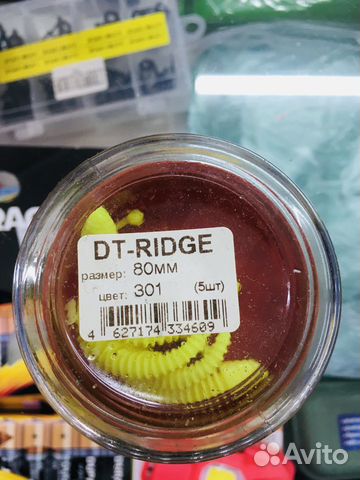 DT-RIDGE
размер: 80мм
цвет: 301 (5шт)
4 627174 334609
Avito